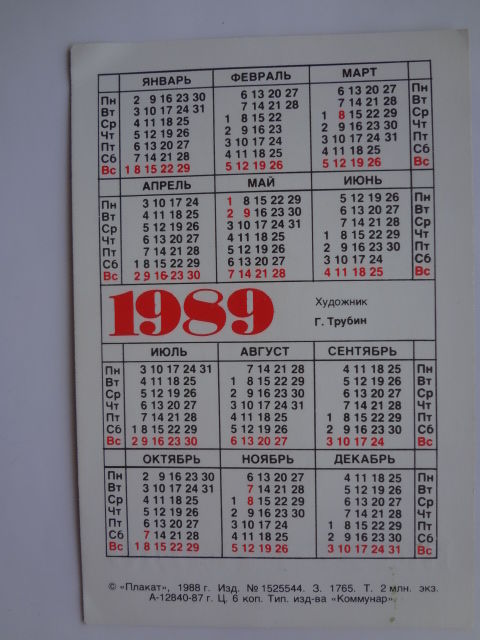 ЯНВАРЬ ФЕВРАЛЬ МАРТ
Пн 2 9 16 23 30 6 13 20 27 6 13 20 27 Пн
Вт 3 10 17 24 31 7 14 21 28 7 14 21 28 Вт
Ср 4 11 18 25 1 8 15 22 1 8 15 22 29 Ср
Чт 5 12 19 26 2 9 16 23 2 9 16 23 30 Чт
Пт 6 13 20 27 3 10 17 24 3 10 17 24 31 Пт
Сб 7 14 21 28 4 11 18 25 4 11 18 25 Сб
Вс 1 8 15 22 29 5 12 19 26 5 12 19 26 Вс
АПРЕЛЬ МАЙ ИЮНЬ
Пн 3 10 17 24 1 8 15 22 29 5 12 19 26 Пн
Вт 4 11 18 25 2 9 16 23 30 6 13 20 27 Вт
Ср 5 12 19 26 3 10 17 24 31 7 14 21 28 Ср
Чт 6 13 20 27 4 11 18 25 1 8 15 22 29 Чт
Пт 7 14 21 28 5 12 19 26 2 9 16 23 30 Пт
Сб 1 8 15 22 29 6 13 20 27 3 10 17 24 Сб
Вс 2 9 16 23 30 7 14 21 28 4 11 18 25 Вс
1989
Художник
Г. Трубин
ИЮЛЬ АВГУСТ СЕНТЯБРЬ
Пн 3 10 17 24 31 7 14 21 28 4 11 18 25 Пн
Вт 4 11 18 25 1 8 15 22 29 5 12 19 26 Вт
Ср 5 12 19 26 2 9 16 23 30 6 13 20 27 Ср
Чт 6 13 20 27 3 10 17 24 31 7 14 21 28 Чт
Пт 7 14 21 28 4 11 18 25 1 8 15 22 29 Пт
Сб 1 8 15 22 29 5 12 19 26 2 9 16 23 30 Сб
Вс 2 9 16 23 30 6 13 20 27 3 10 17 24 Вс
ОКТЯБРЬ НОЯБРЬ ДЕКАБРЬ
Пн 2 9 16 23 30 6 13 20 27 4 11 18 25 Пн
Вт 3 10 17 24 31 7 14 21 28 5 12 19 26 Вт
Ср 4 11 18 25 1 8 15 22 29 6 13 20 27 Ср
Чт 5 12 19 26 2 9 16 23 30 7 14 21 28 Чт
Пт 6 13 20 27 3 10 17 24 1 8 15 22 29 Пт
Сб 7 14 21 28 4 11 18 25 2 9 16 23 30 Сб
Вс 1 8 15 22 29 5 12 19 26 3 10 17 24 31 Вс
© «Плакат», 1988 г. Изд. № 1525544. З. 1765. Т. 2 млн. экз.
А-12840-87 г. Ц. 6 коп. Тип. изд-ва «Коммунар».